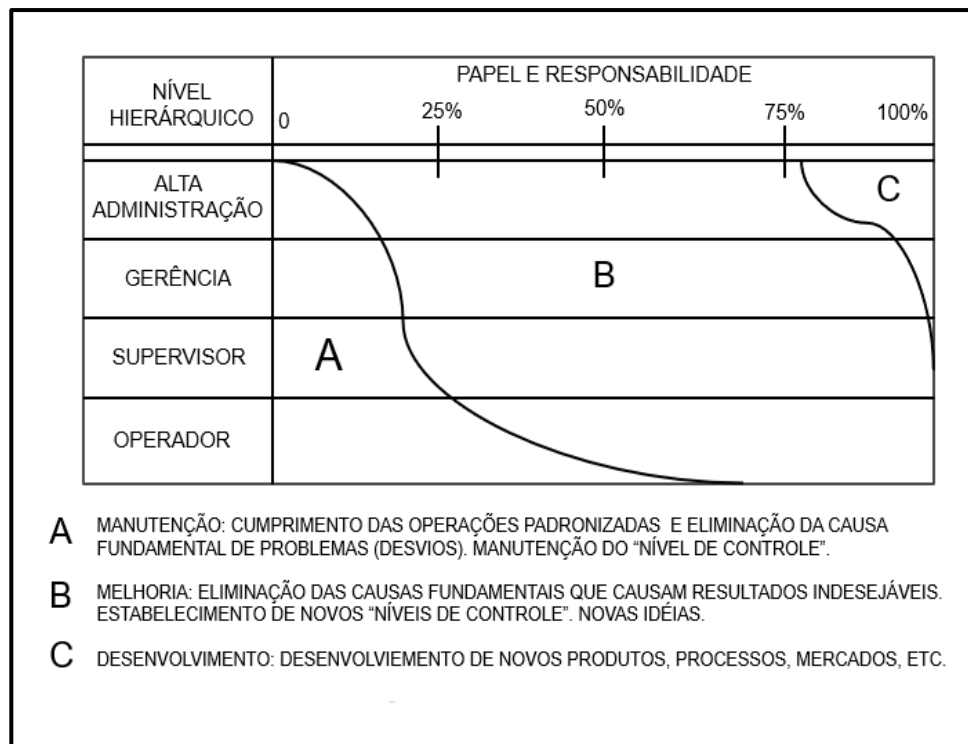 NÍVEL
HIERÁRQUICO
PAPEL E RESPONSABILIDADE
0 25% 50% 75% 100%
ALTA
ADMINISTRAÇÃO
C
GERÊNCIA
B
SUPERVISOR
A
OPERADOR
A MANUTENÇÃO: CUMPRIMENTO DAS OPERAÇÕES PADRONIZADAS E ELIMINAÇÃO DA CAUSA
FUNDAMENTAL DE PROBLEMAS (DESVIOS). MANUTENÇÃO DO “NÍVEL DE CONTROLE”.
B MELHORIA: ELIMINAÇÃO DAS CAUSAS FUNDAMENTAIS QUE CAUSAM RESULTADOS INDESEJÁVEIS.
ESTABELECIMENTO DE NOVOS “NÍVEIS DE CONTROLE”. NOVAS IDÉIAS.
C DESENVOLVIMENTO: DESENVOLVIEMENTO DE NOVOS PRODUTOS, PROCESSOS, MERCADOS, ETC.